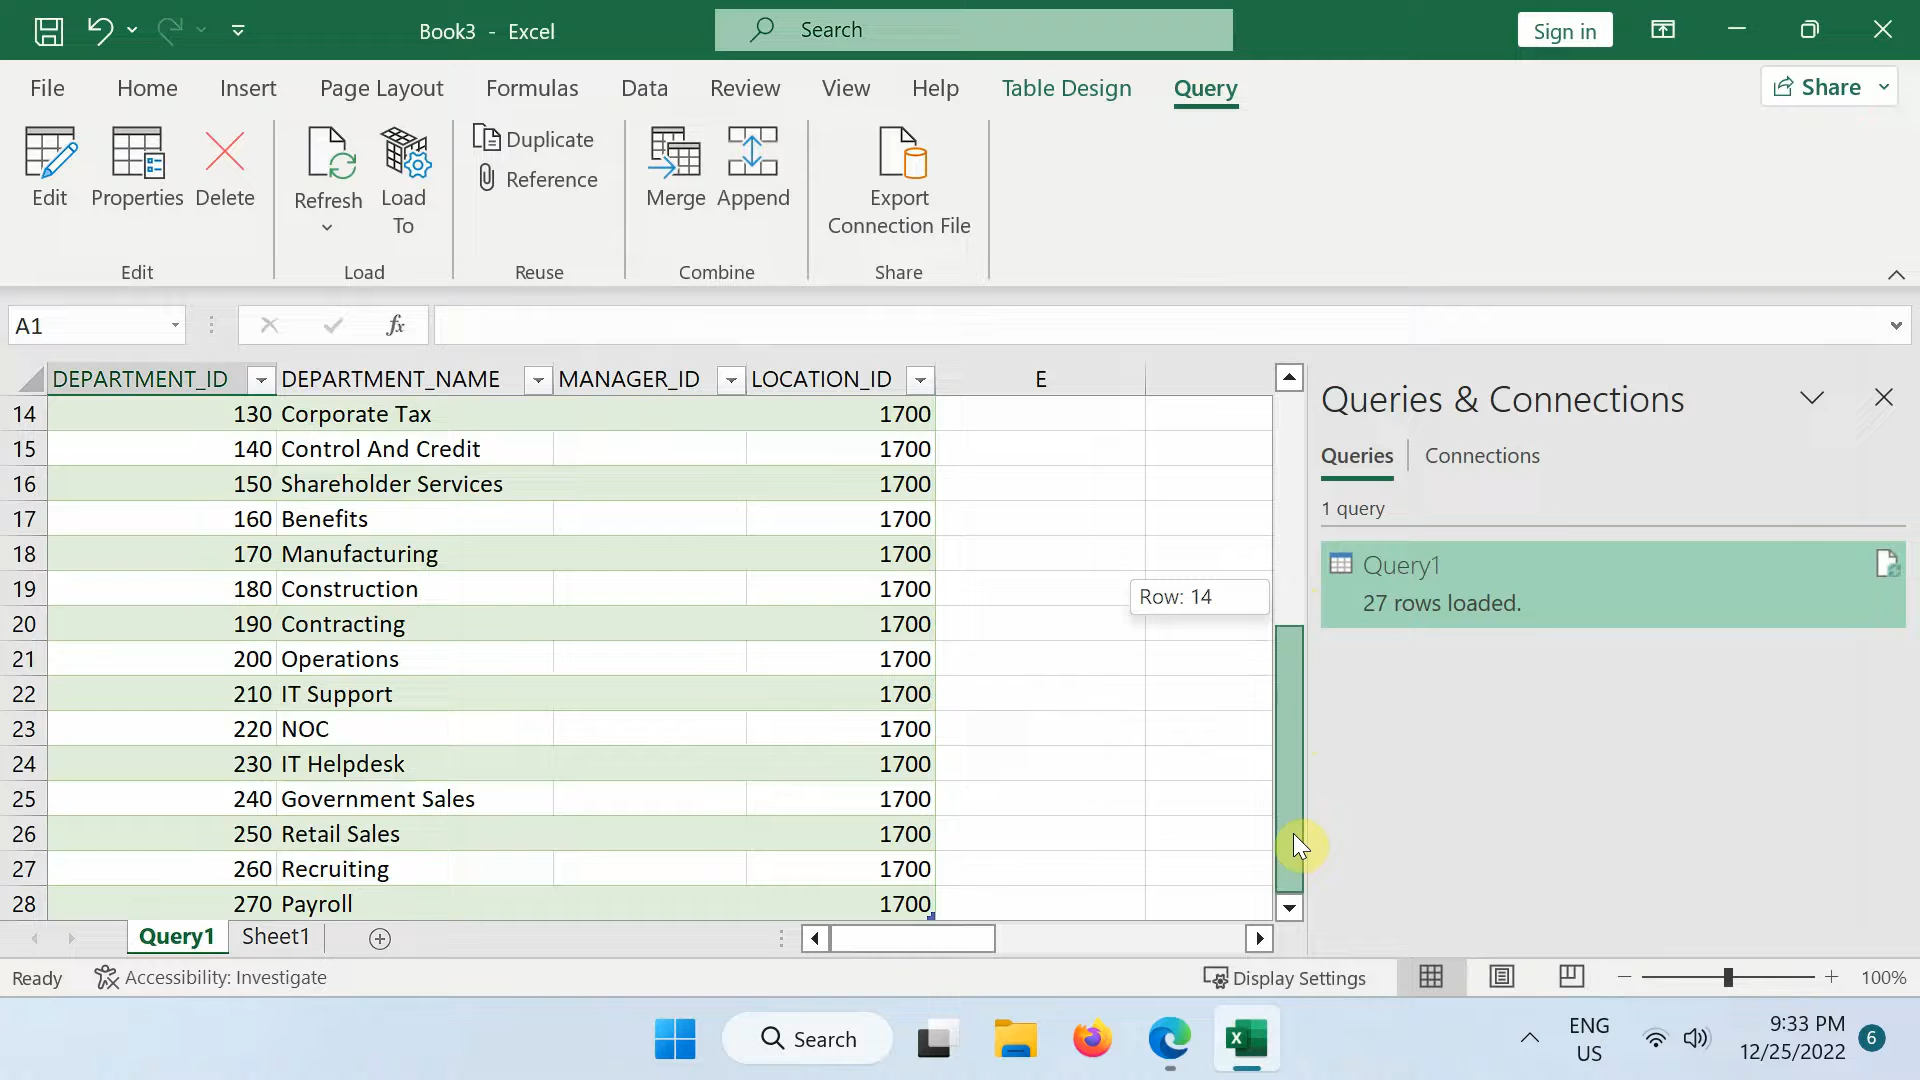 Book3 - Excel
Search
Sign in
File Home Insert Page Layout Formulas Data Review View Help Table Design Query
Share
Edit
Properties
Delete
Refresh
Load
To
Duplicate
Reference
Merge
Append
Export
Connection File
Edit
Load
Reuse
Combine
Share
A1
fx
DEPARTMENT_ID DEPARTMENT_NAME MANAGER_ID LOCATION_ID E
14 130 Corporate Tax 1700
15 140 Control And Credit 1700
16 150 Shareholder Services 1700
17 160 Benefits 1700
18 170 Manufacturing 1700
19 180 Construction 1700
20 190 Contracting 1700
21 200 Operations 1700
22 210 IT Support 1700
23 220 NOC 1700
24 230 IT Helpdesk 1700
25 240 Government Sales 1700
26 250 Retail Sales 1700
27 260 Recruiting 1700
28 270 Payroll 1700
Row: 14
Queries & Connections
Queries Connections
1 query
Query1
27 rows loaded.
Query1 Sheet1
Ready Accessibility: Investigate
Display Settings
100%
Search
ENG
US
9:33 PM
12/25/2022
6